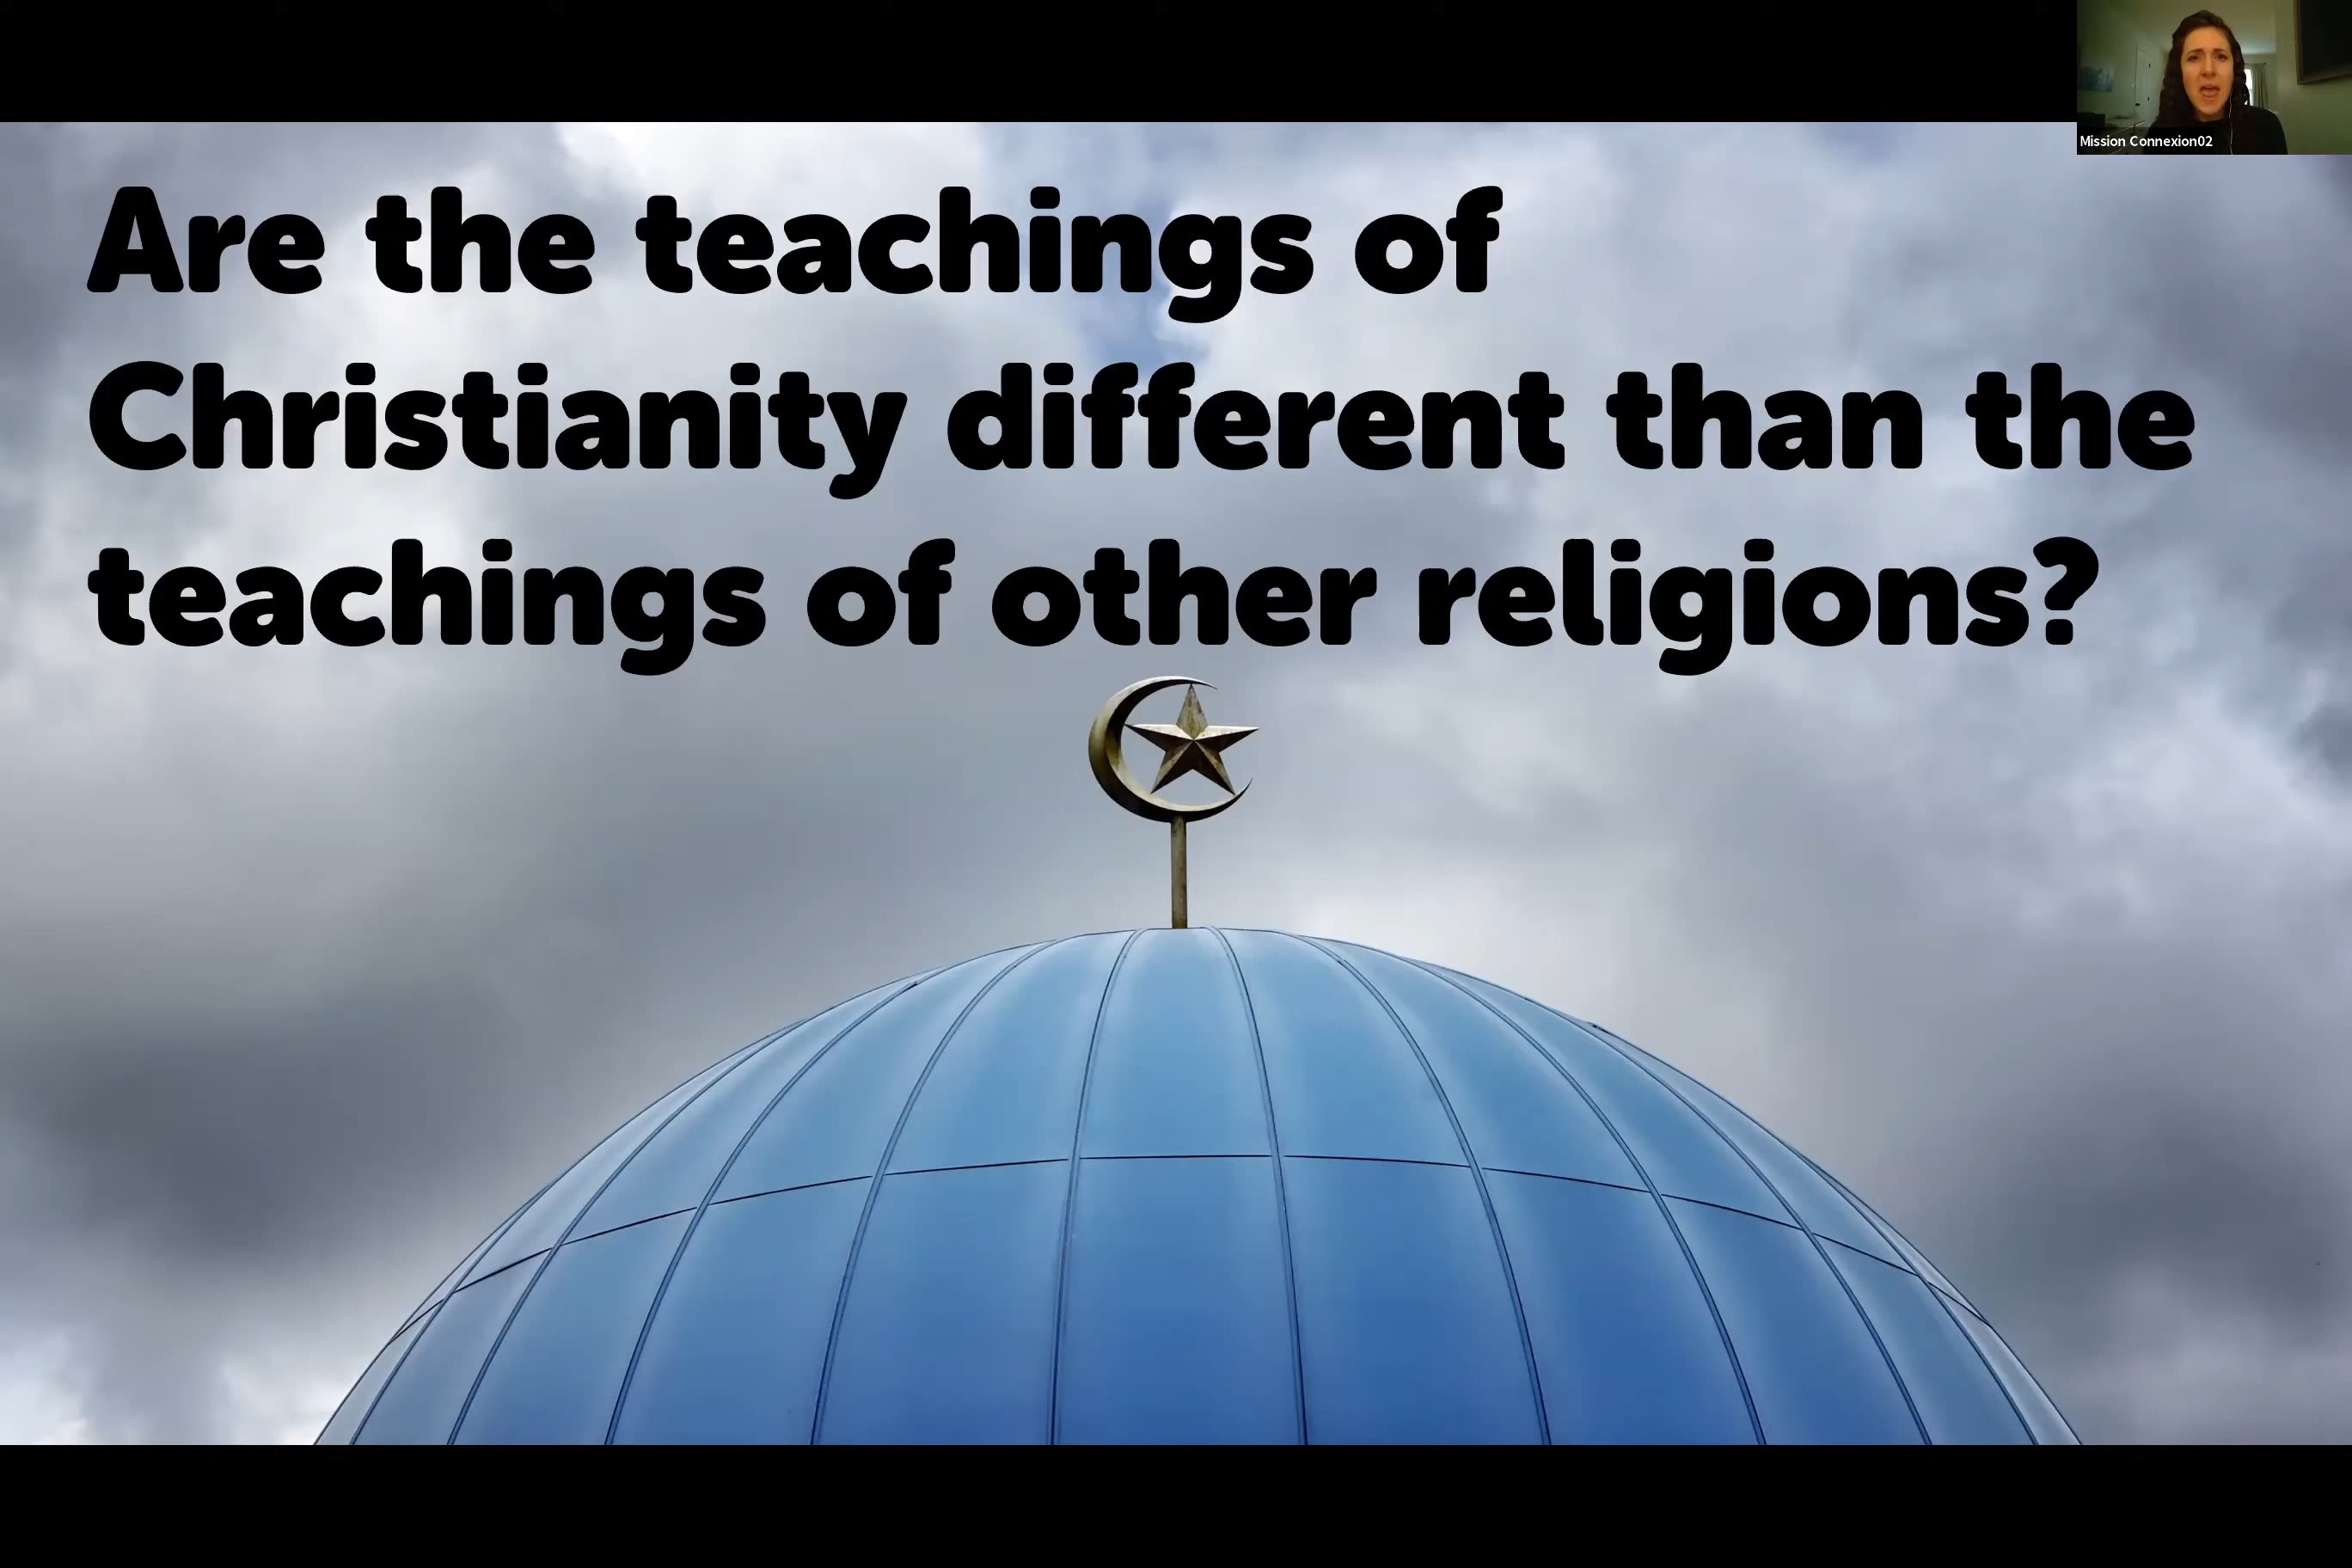 Are the teachings of
Christianity different than the
teachings of other religions?
Mission Connexion02